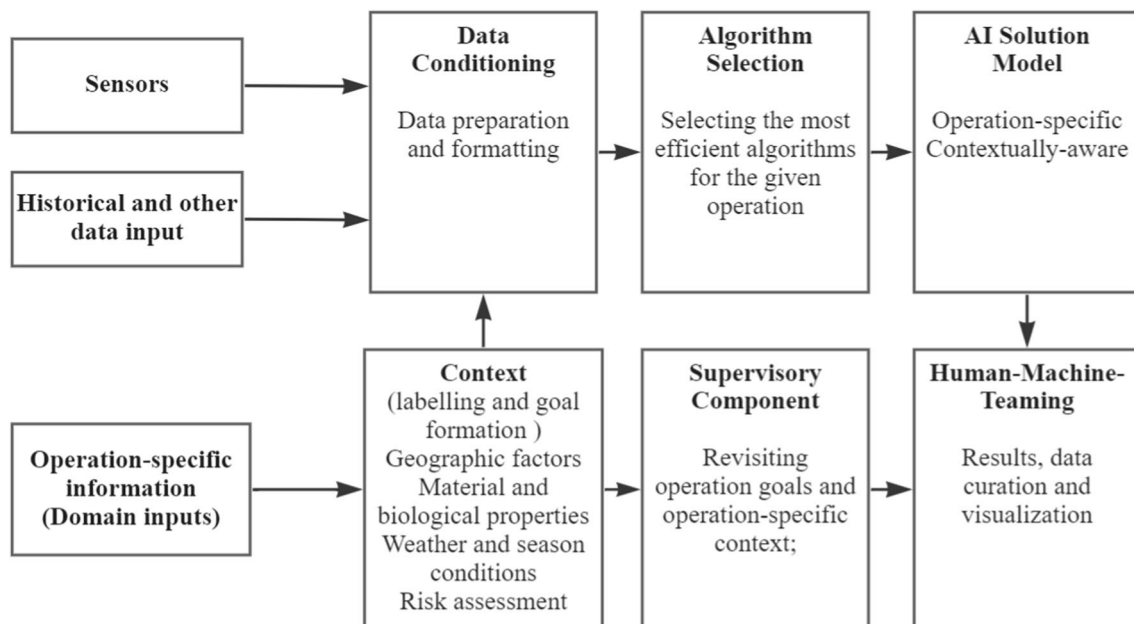 Sensors
Historical and other
data input
Data
Conditioning
Data preparation
and formatting
Algorithm
Selection
Selecting the most
efficient algorithms
for the given
operation
AI Solution
Model
Operation-specific
Contextually-aware
Operation-specific
information
(Domain inputs)
Context
(labelling and goal
formation )
Geographic factors
Material and
biological properties
Weather and season
conditions
Risk assessment
Supervisory
Component
Revisiting
operation goals and
operation-specific
context;
Human-Machine-
Teaming
Results, data
curation and
visualization